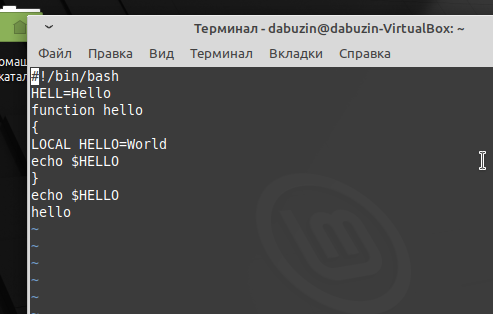 Терминал - dabuzin@dabuzin-VirtualBox: ~
Файл Правка Вид Терминал Вкладки Справка
#!/bin/bash
HELL=Hello
function hello
{
LOCAL HELLO=World
echo $HELLO
}
echo $HELLO
hello
~
~
~
~
~